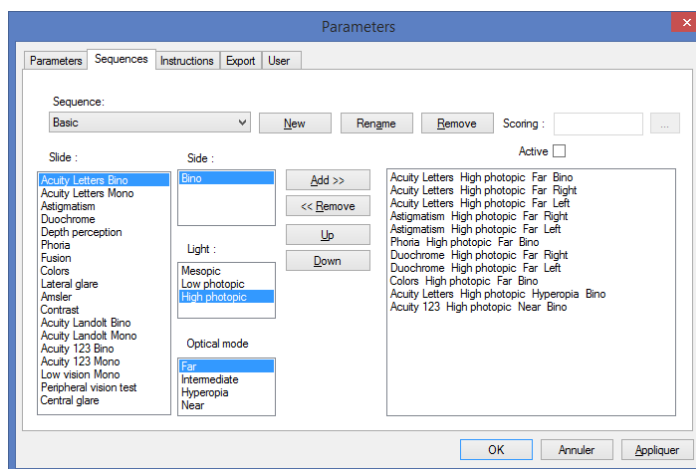 Parameters
Parameters Sequences Instructions Export User
Sequence:
Basic New Rename Remove Scoring : ...
Active
Slide :
Acuity Letters Bino
Acuity Letters Mono
Astigmatism
Duochrome
Depth perception
Phoria
Fusion
Colors
Lateral glare
Amsler
Contrast
Acuity Landolt Bino
Acuity Landolt Mono
Acuity 123 Bino
Acuity 123 Mono
Low vision Mono
Peripheral vision test
Central glare
Side :
Bino
Light :
Mesopic
Low photopic
High photopic
Optical mode
Far
Intermediate
Hyperopia
Near
Add >>
<< Remove
Up
Down
Acuity Letters High photopic Far Bino
Acuity Letters High photopic Far Right
Acuity Letters High photopic Far Left
Astigmatism High photopic Far Right
Astigmatism High photopic Far Left
Phoria High photopic Far Bino
Duochrome High photopic Far Right
Duochrome High photopic Far Left
Colors High photopic Far Bino
Acuity Letters High photopic Hyperopia Bino
Acuity 123 High photopic Near Bino
OK Annuler Appliquer